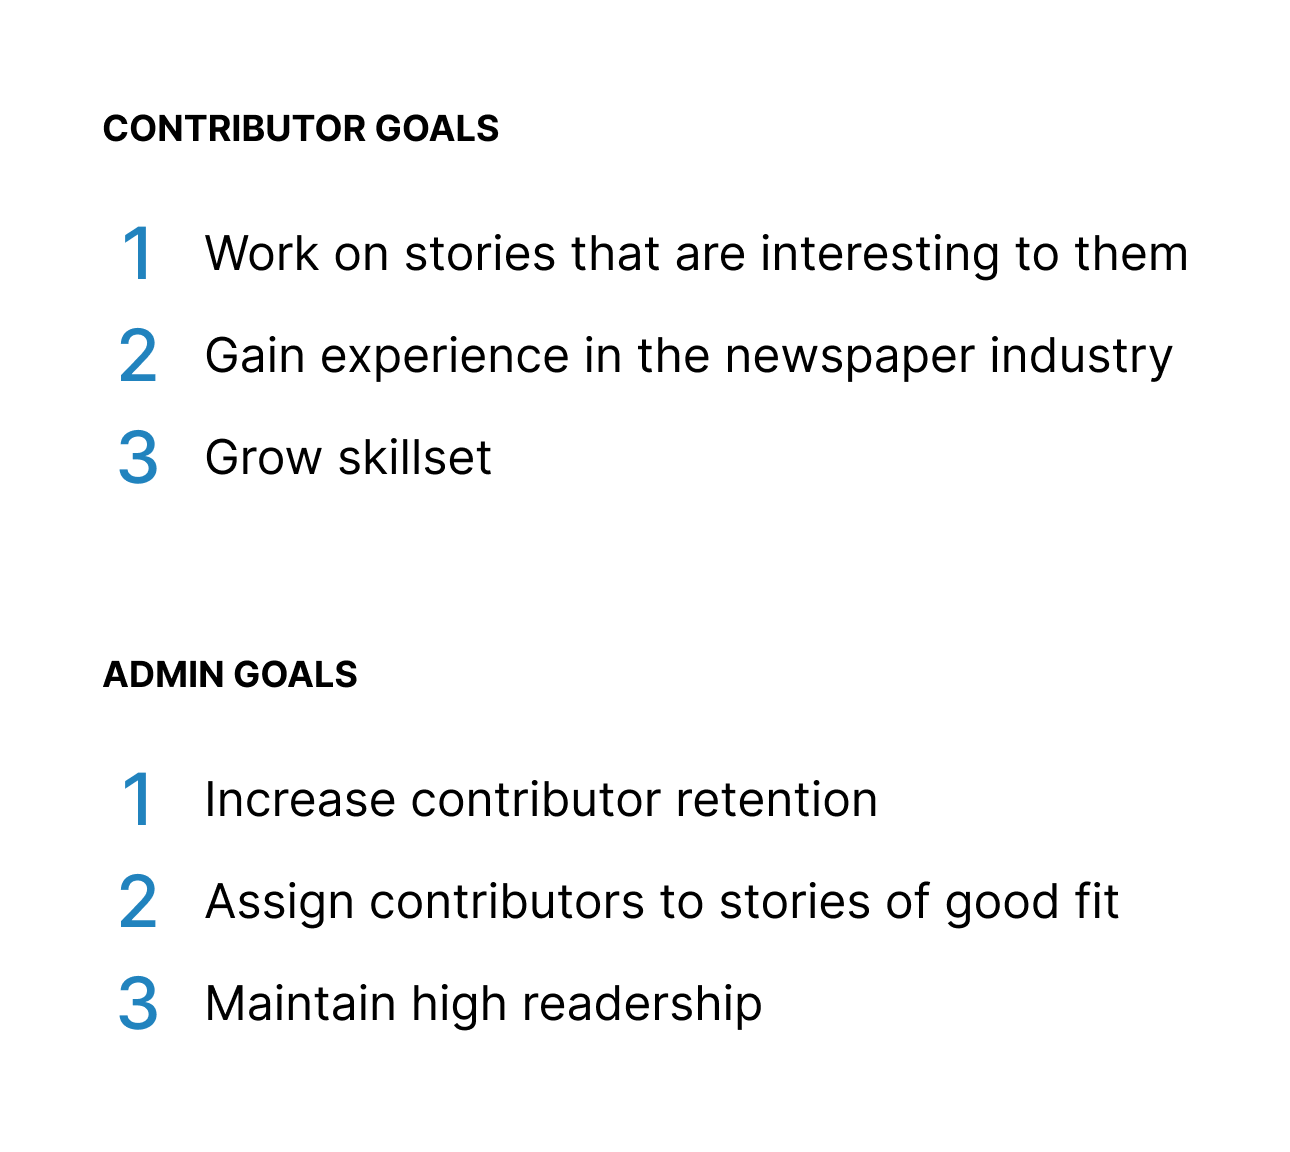 CONTRIBUTOR GOALS
1 Work on stories that are interesting to them
2 Gain experience in the newspaper industry
3 Grow skillset
ADMIN GOALS
1 Increase contributor retention
2 Assign contributors to stories of good fit
3 Maintain high readership